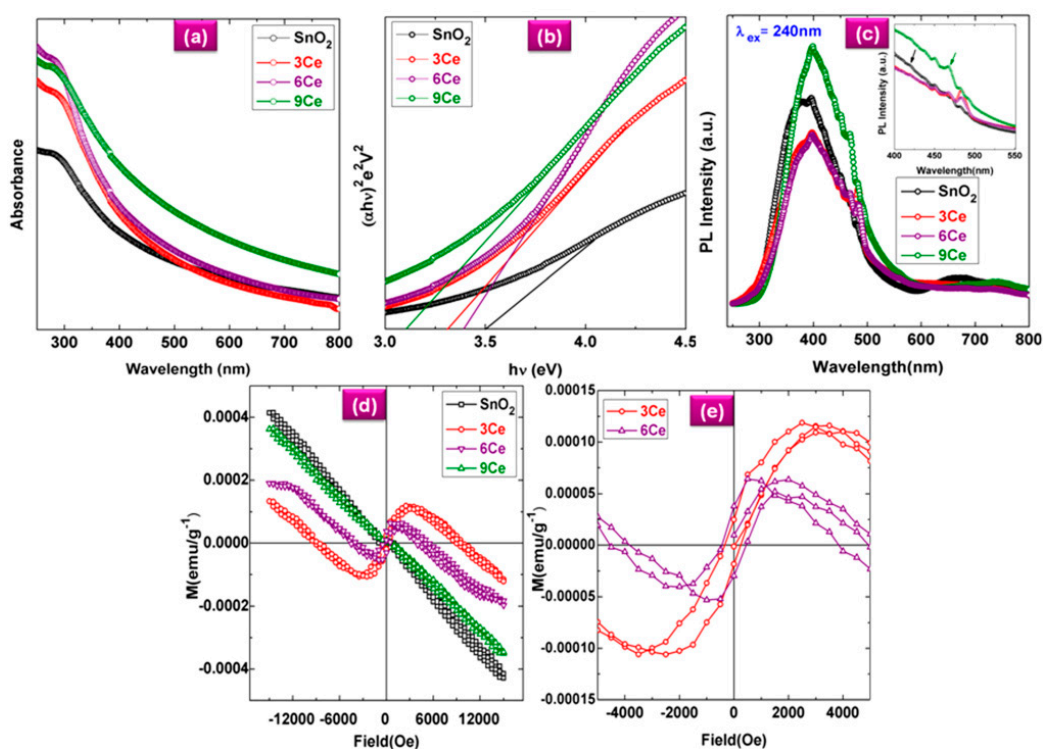 (a)
SnO2
3Ce
6Ce
9Ce
Absorbance
300 400 500 600 700 800
Wavelength (nm)
(b)
SnO2
3Ce
6Ce
9Ce
(αhν)² e²V²
3.0 3.5 4.0 4.5
hν (eV)
(c)
λex= 240nm
PL Intensity (a.u.)
300 400 500 600 700 800
Wavelength(nm)
PL Intensity (a.u.)
400 450 500 550
Wavelength(nm)
SnO2
3Ce
6Ce
9Ce
(d)
SnO2
3Ce
6Ce
9Ce
M(emu/g⁻¹)
0.0004
0.0002
0.0000
-0.0002
-0.0004
-12000 -6000 0 6000 12000
Field(Oe)
(e)
3Ce
6Ce
M(emu/g⁻¹)
0.00015
0.00010
0.00005
0.00000
-0.00005
-0.00010
-0.00015
-4000 -2000 0 2000 4000
Field(Oe)